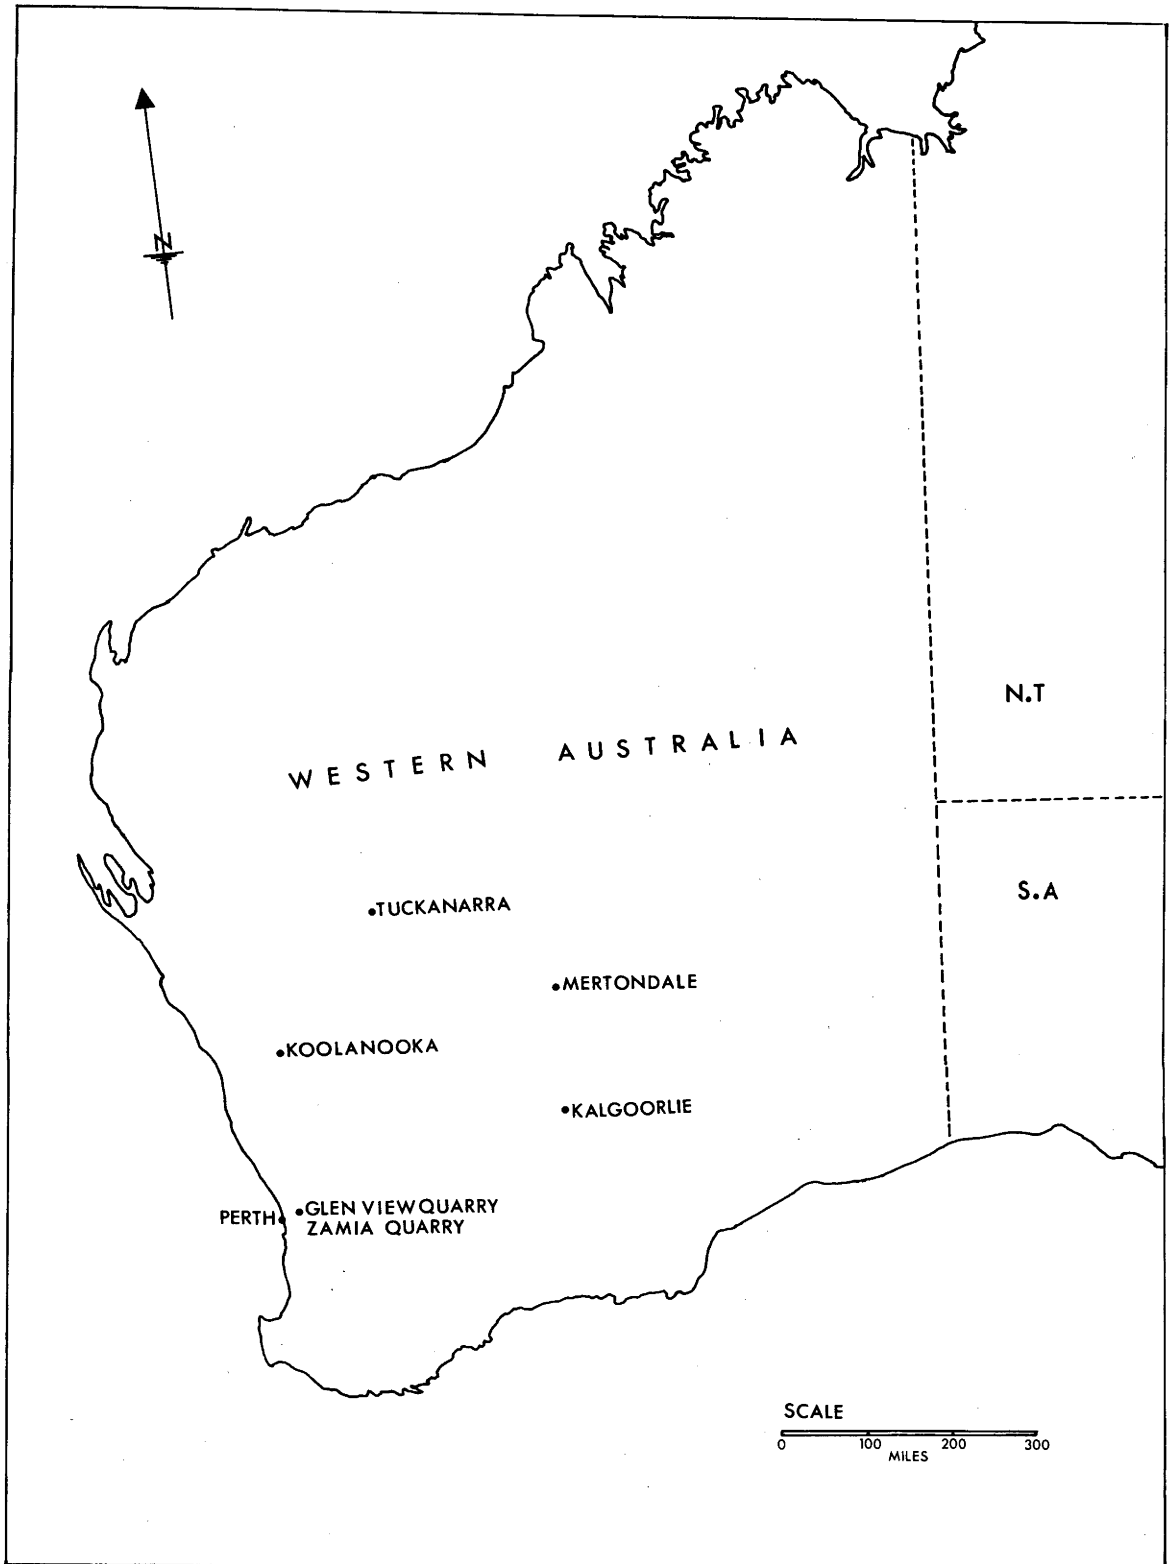 N
N.T
WESTERN AUSTRALIA
S.A
TUCKANARRA
MERTONDALE
KOOLANOOKA
KALGOORLIE
PERTH
GLEN VIEW QUARRY
ZAMIA QUARRY
SCALE
0 100 200 300
MILES